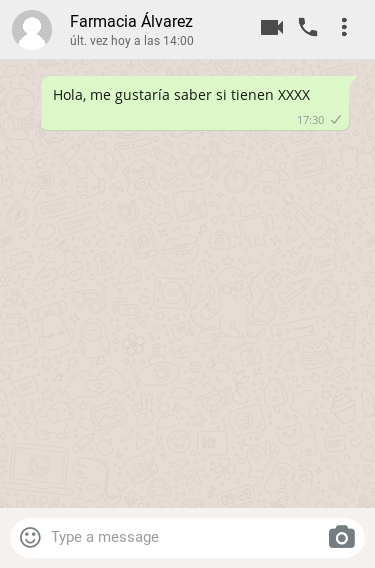 Farmacia Álvarez
últ. vez hoy a las 14:00
Hola, me gustaría saber si tienen XXXX
17:30
Type a message